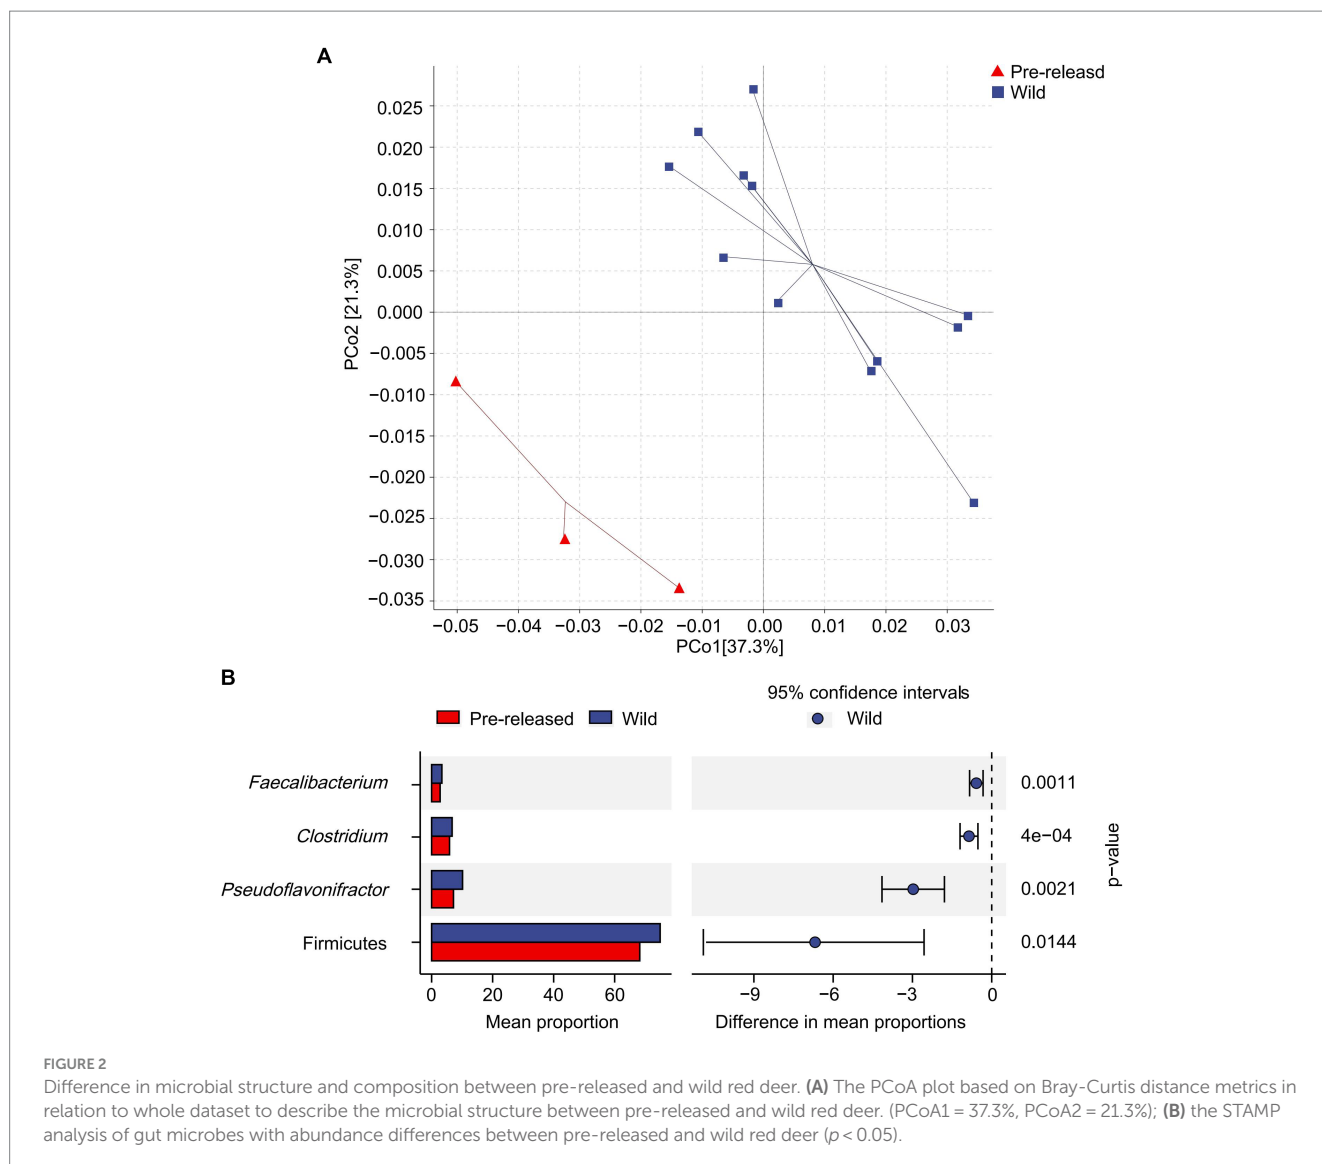 A
Pre-releasd
Wild
0.025
0.020
0.015
0.010
0.005
0.000
−0.005
−0.010
−0.015
−0.020
−0.025
−0.030
−0.035
PCo2 [21.3%]
−0.05 −0.04 −0.03 −0.02 −0.01 0.00 0.01 0.02 0.03
PCo1[37.3%]
B
95% confidence intervals
Pre-released Wild
Wild
Faecalibacterium
0.0011
Clostridium
4e−04
Pseudoflavonifractor
0.0021
Firmicutes
0.0144
p−value
0 20 40 60
−9 −6 −3 0
Mean proportion
Difference in mean proportions
FIGURE 2
Difference in microbial structure and composition between pre-released and wild red deer. (A) The PCoA plot based on Bray-Curtis distance metrics in
relation to whole dataset to describe the microbial structure between pre-released and wild red deer. (PCoA1 = 37.3%, PCoA2 = 21.3%); (B) the STAMP
analysis of gut microbes with abundance differences between pre-released and wild red deer (p < 0.05).